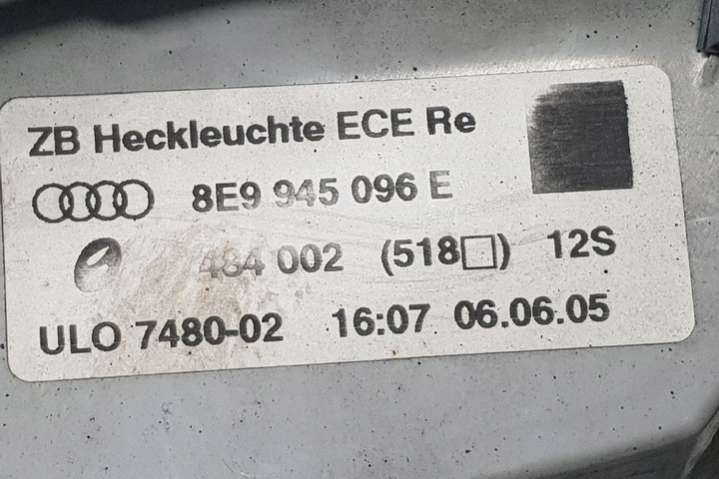 ZB Heckleuchte ECE Re
8E9 945 096 E
484 002 (518□) 12S
ULO 7480-02 16:07 06.06.05